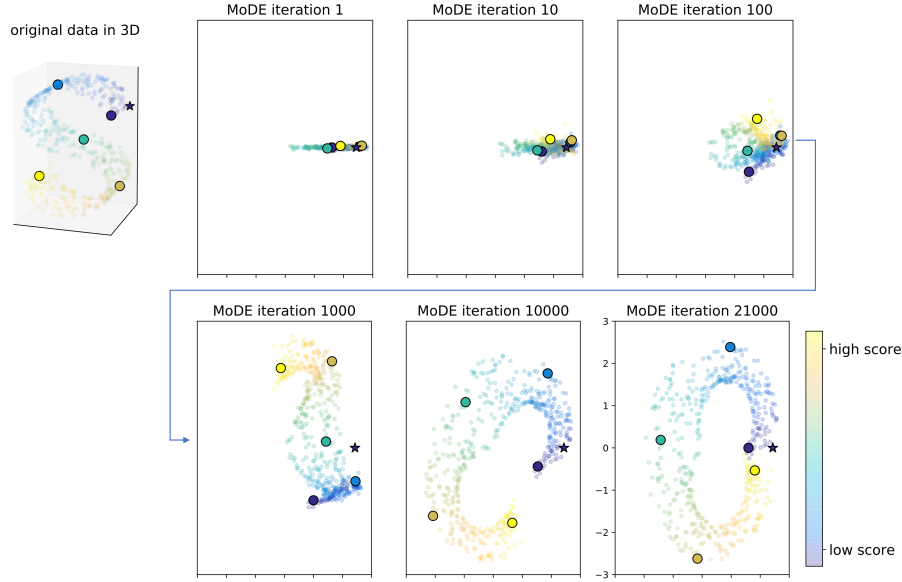 MoDE iteration 1
MoDE iteration 10
MoDE iteration 100
original data in 3D
MoDE iteration 1000
MoDE iteration 10000
MoDE iteration 21000
3
2
1
0
−1
−2
−3
high score
low score